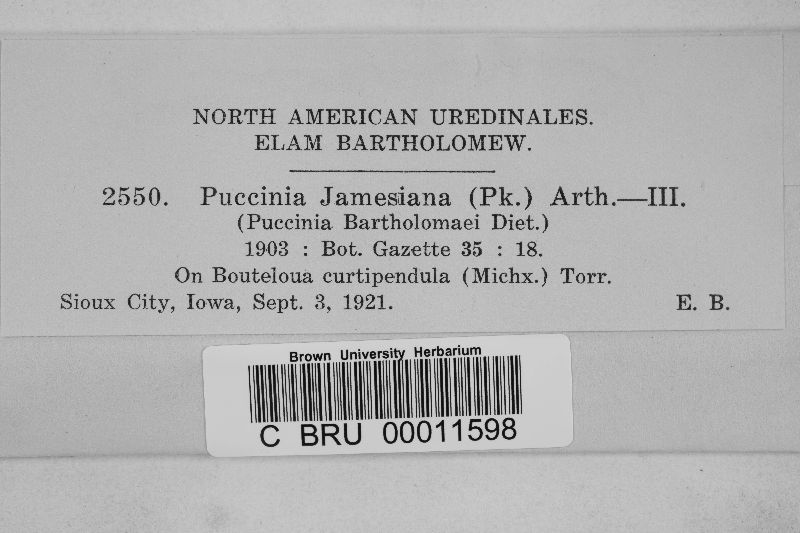 NORTH AMERICAN UREDINALES.
ELAM BARTHOLOMEW.
2550. Puccinia Jamesiana (Pk.) Arth.—III.
(Puccinia Bartholomaei Diet.)
1903 : Bot. Gazette 35 : 18.
On Bouteloua curtipendula (Michx.) Torr.
Sioux City, Iowa, Sept. 3, 1921. E. B.
Brown University Herbarium
C BRU 00011598